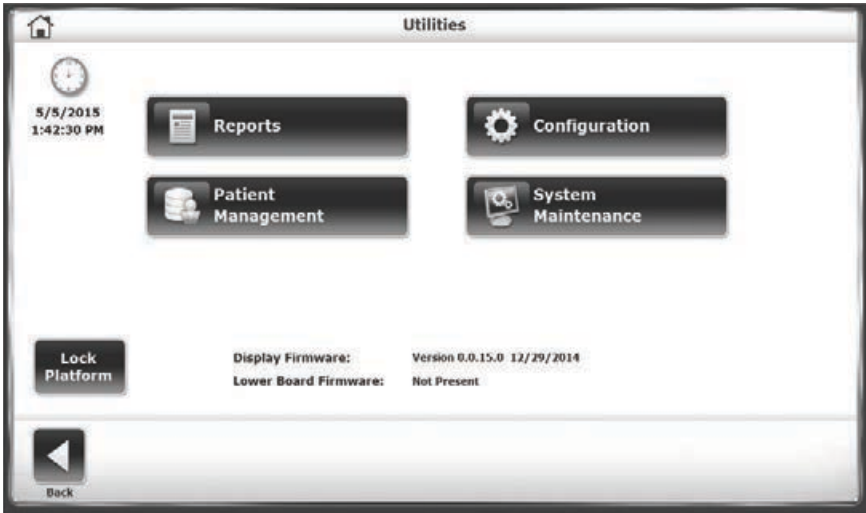 Utilities
5/5/2015
1:42:30 PM
Reports
Configuration
Patient
Management
System
Maintenance
Lock
Platform
Display Firmware: Version 0.0.15.0 12/29/2014
Lower Board Firmware: Not Present
Back